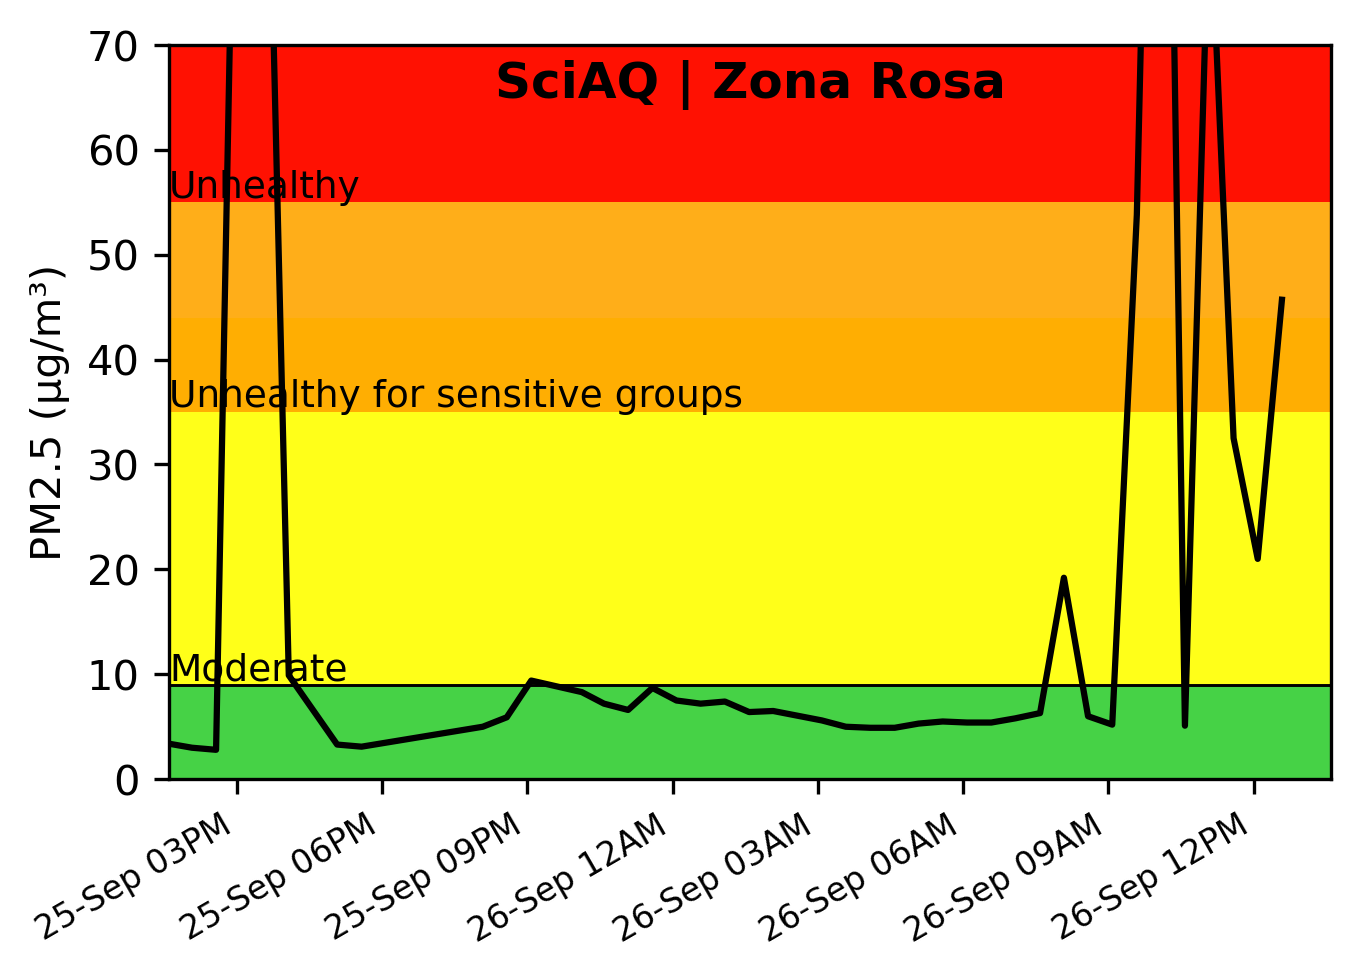 SciAQ | Zona Rosa
PM2.5 (μg/m³)
70
60
50
40
30
20
10
0
Unhealthy
Unhealthy for sensitive groups
Moderate
25-Sep 03PM
25-Sep 06PM
25-Sep 09PM
26-Sep 12AM
26-Sep 03AM
26-Sep 06AM
26-Sep 09AM
26-Sep 12PM